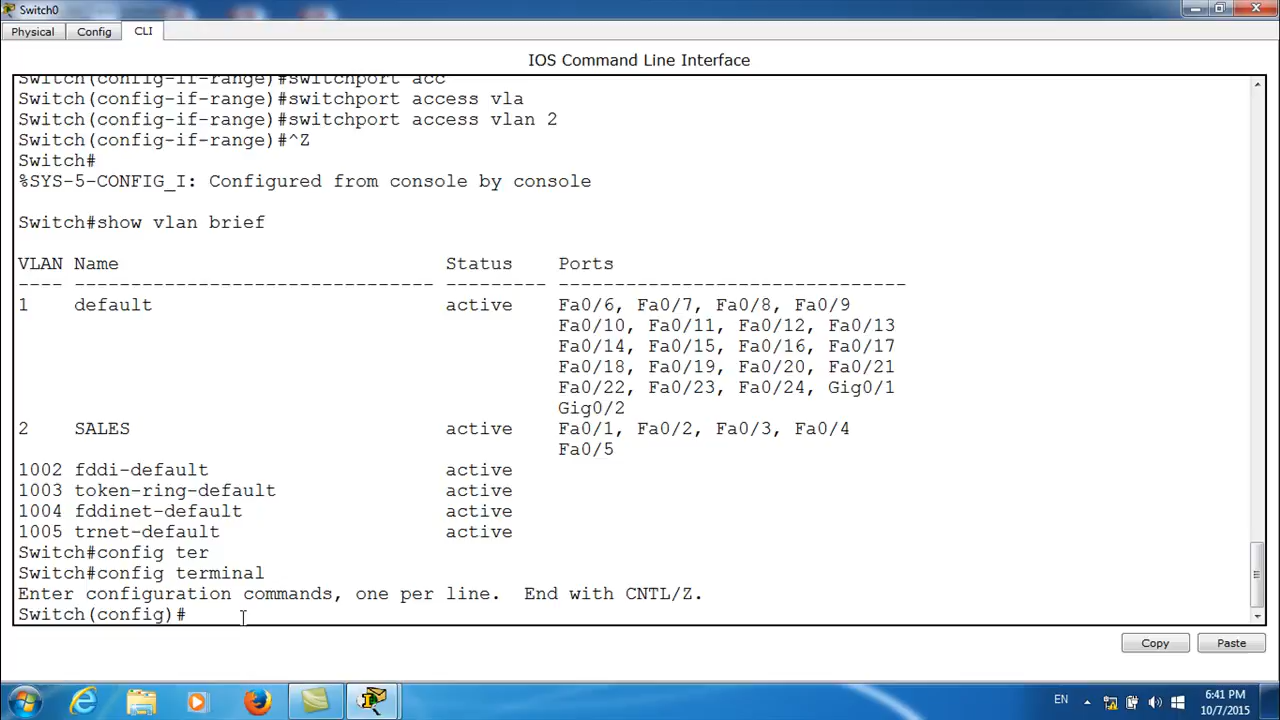 Switch0
Physical Config CLI
IOS Command Line Interface
Switch(config-if-range)#switchport acc
Switch(config-if-range)#switchport access vla
Switch(config-if-range)#switchport access vlan 2
Switch(config-if-range)#^Z
Switch#
%SYS-5-CONFIG_I: Configured from console by console
Switch#show vlan brief
VLAN Name Status Ports
---- -------------------------------- --------- -------------------------------
1 default active Fa0/6, Fa0/7, Fa0/8, Fa0/9
Fa0/10, Fa0/11, Fa0/12, Fa0/13
Fa0/14, Fa0/15, Fa0/16, Fa0/17
Fa0/18, Fa0/19, Fa0/20, Fa0/21
Fa0/22, Fa0/23, Fa0/24, Gig0/1
Gig0/2
2 SALES active Fa0/1, Fa0/2, Fa0/3, Fa0/4
Fa0/5
1002 fddi-default active
1003 token-ring-default active
1004 fddinet-default active
1005 trnet-default active
Switch#config ter
Switch#config terminal
Enter configuration commands, one per line. End with CNTL/Z.
Switch(config)#
Copy Paste
EN 6:41 PM
10/7/2015